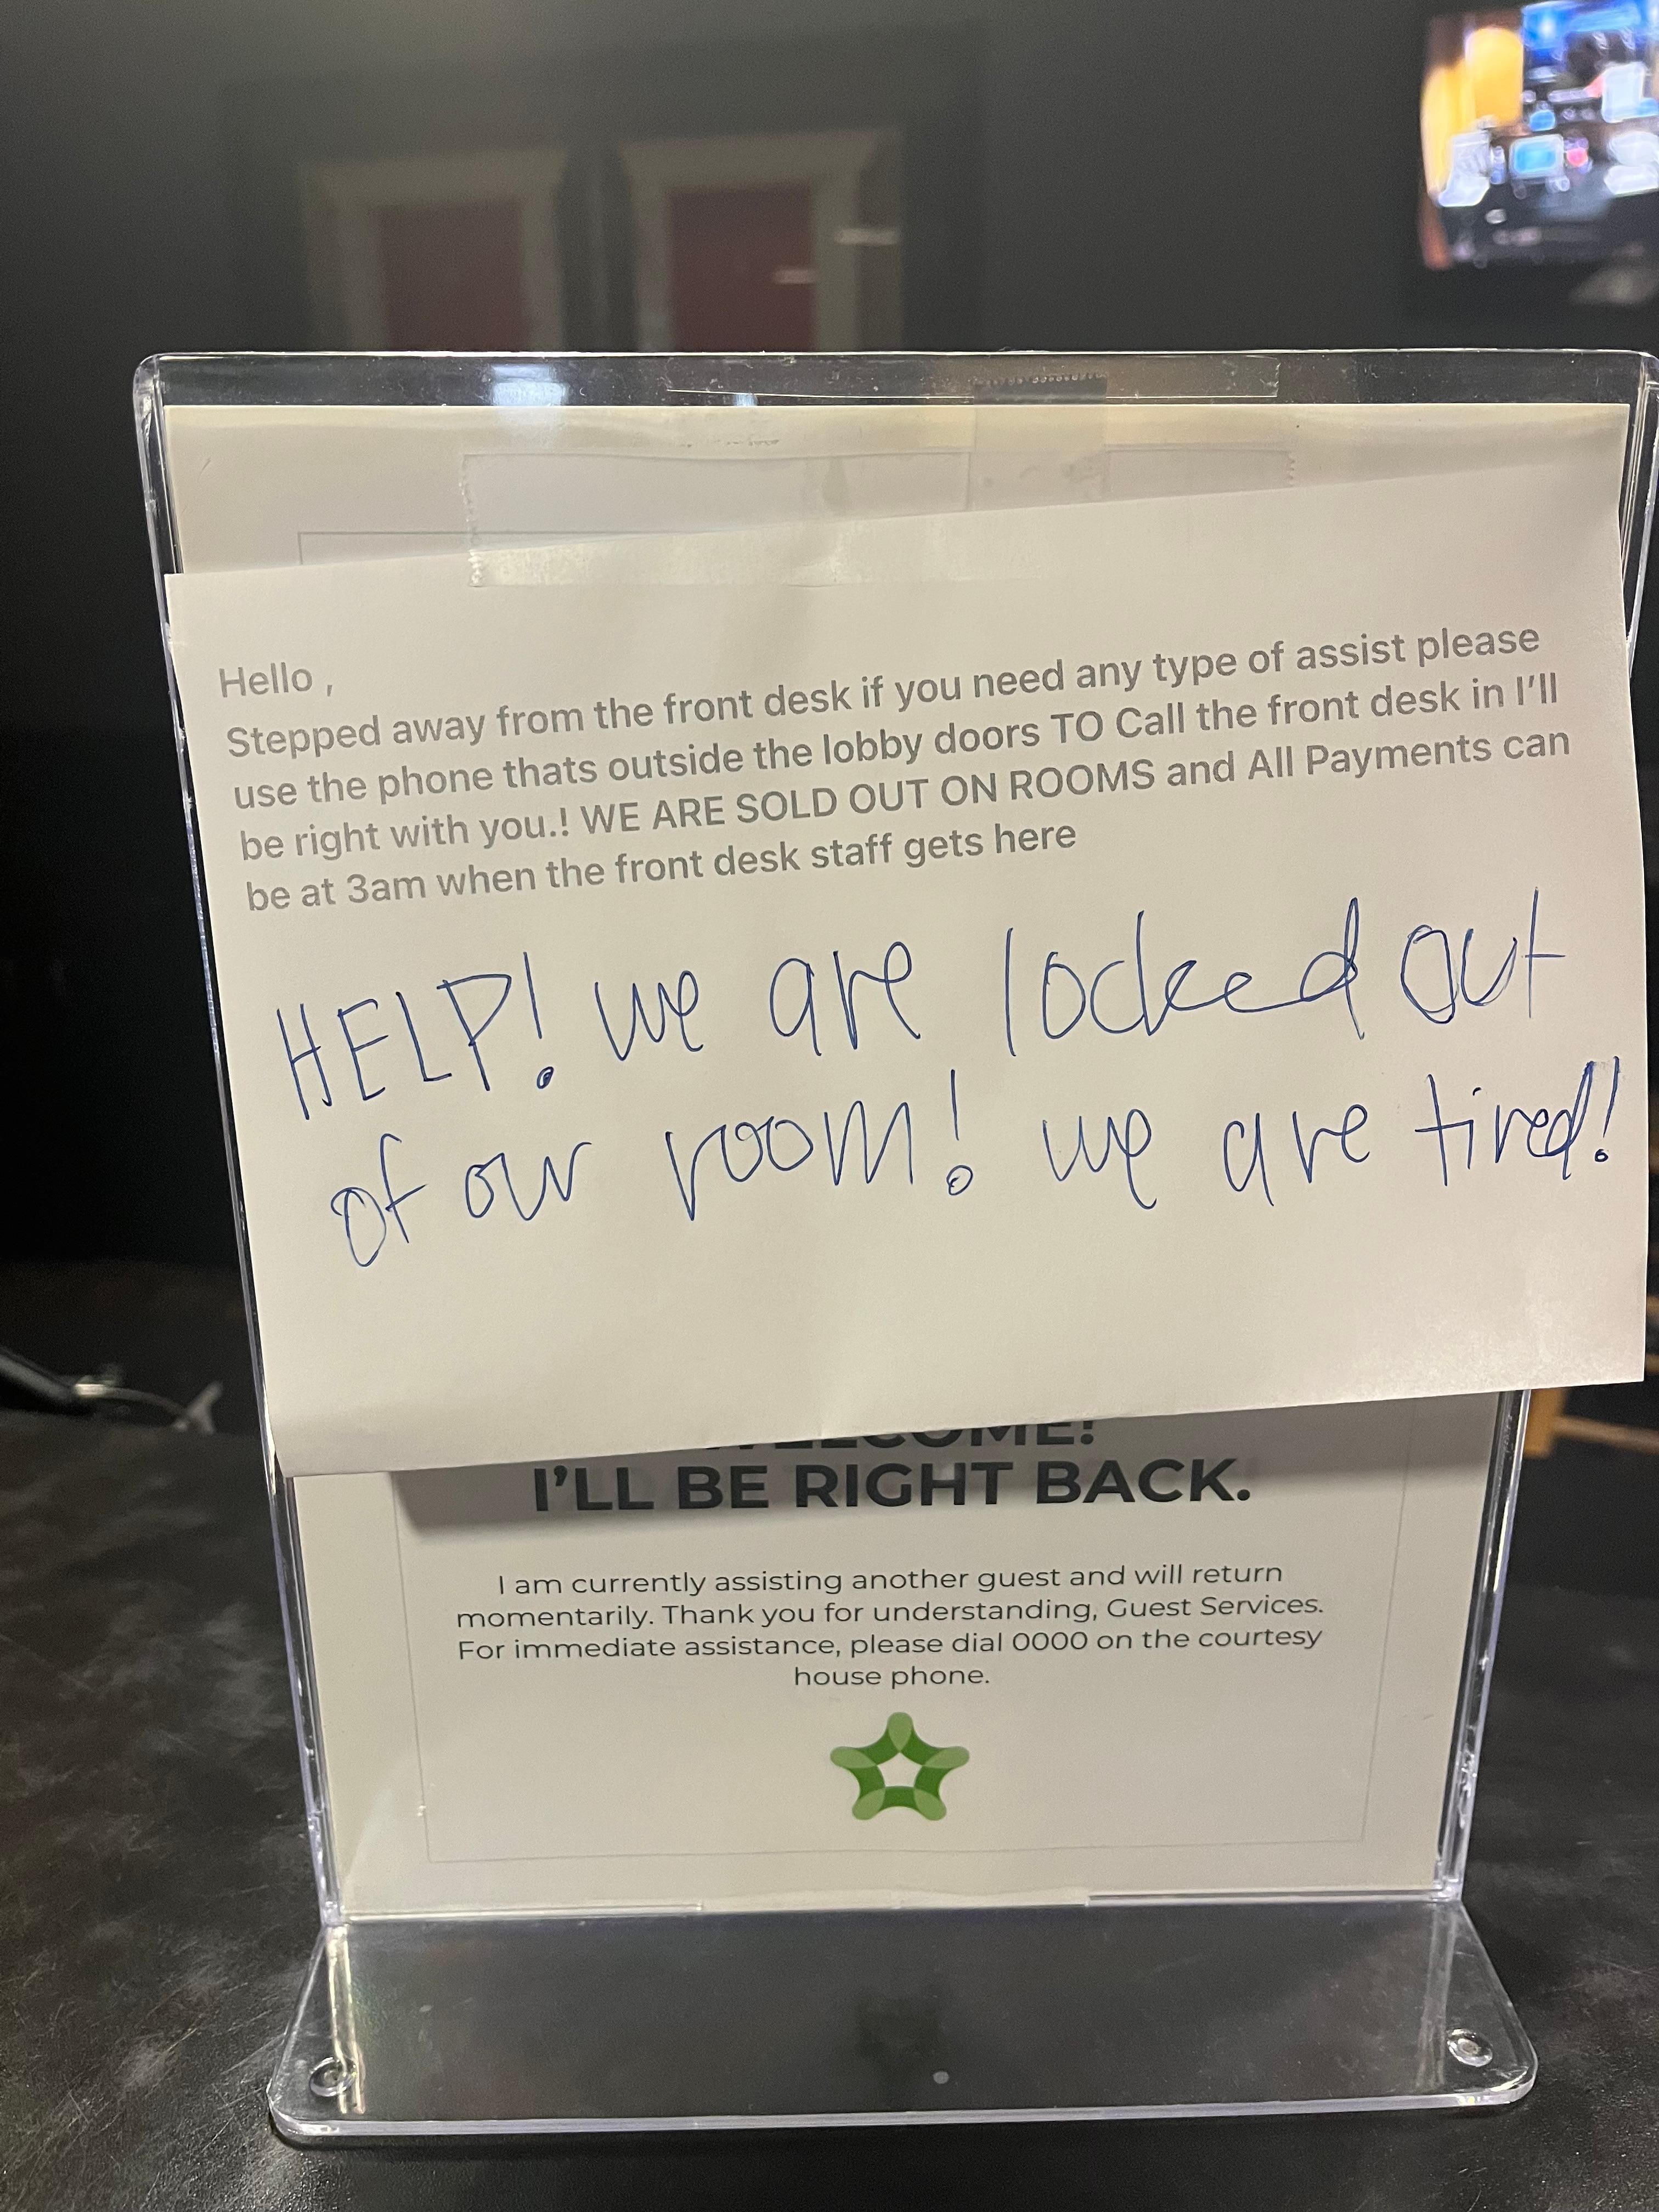 Hello ,
Stepped away from the front desk if you need any type of assist please
use the phone thats outside the lobby doors TO Call the front desk in I'll
be right with you.! WE ARE SOLD OUT ON ROOMS and All Payments can
be at 3am when the front desk staff gets here
HELP! we are locked out
of our room! we are tired!
WELCOME!
I'LL BE RIGHT BACK.
I am currently assisting another guest and will return
momentarily. Thank you for understanding, Guest Services.
For immediate assistance, please dial 0000 on the courtesy
house phone.